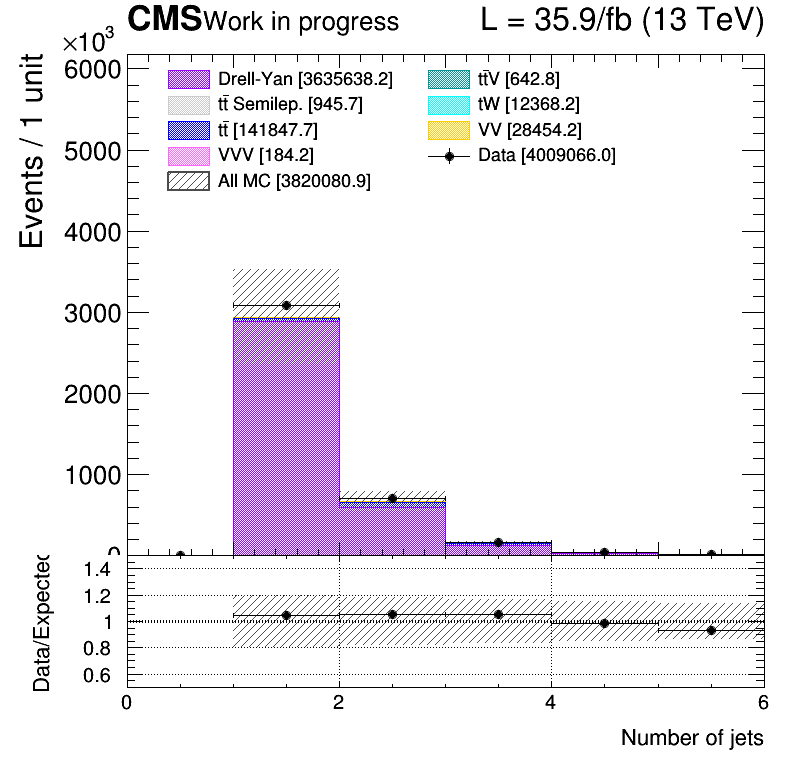 CMS Work in progress L = 35.9/fb (13 TeV)
×10³
Events / 1 unit
6000
5000
4000
3000
2000
1000
0
Drell-Yan [3635638.2]
tt̄ Semilep. [945.7]
tt̄ [141847.7]
VVV [184.2]
All MC [3820080.9]
tt̄V [642.8]
tW [12368.2]
VV [28454.2]
Data [4009066.0]
Data/Expected
1.4
1.2
1
0.8
0.6
0 2 4 6
Number of jets